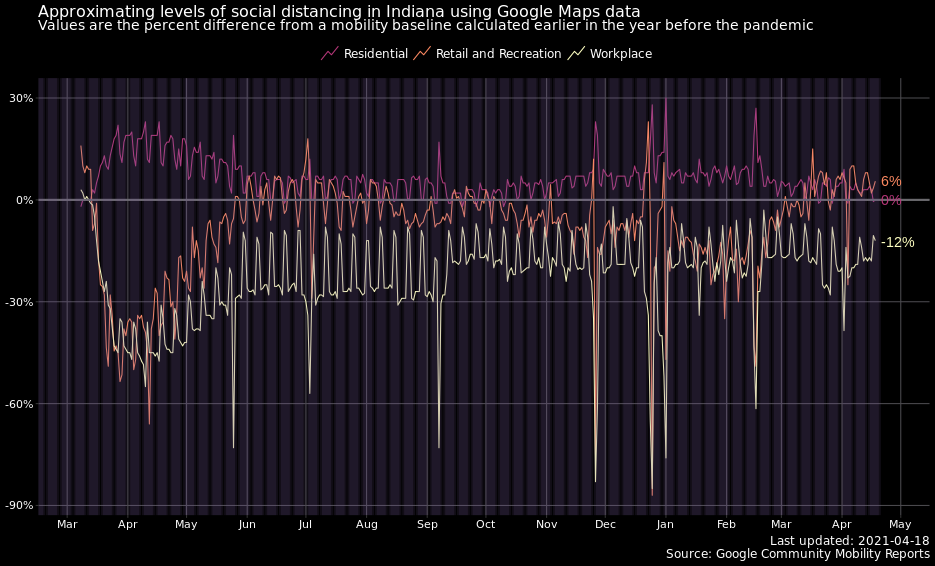 Approximating levels of social distancing in Indiana using Google Maps data
Values are the percent difference from a mobility baseline calculated earlier in the year before the pandemic
Residential Retail and Recreation Workplace
30%
0%
-30%
-60%
-90%
6%
0%
-12%
Mar Apr May Jun Jul Aug Sep Oct Nov Dec Jan Feb Mar Apr May
Last updated: 2021-04-18
Source: Google Community Mobility Reports